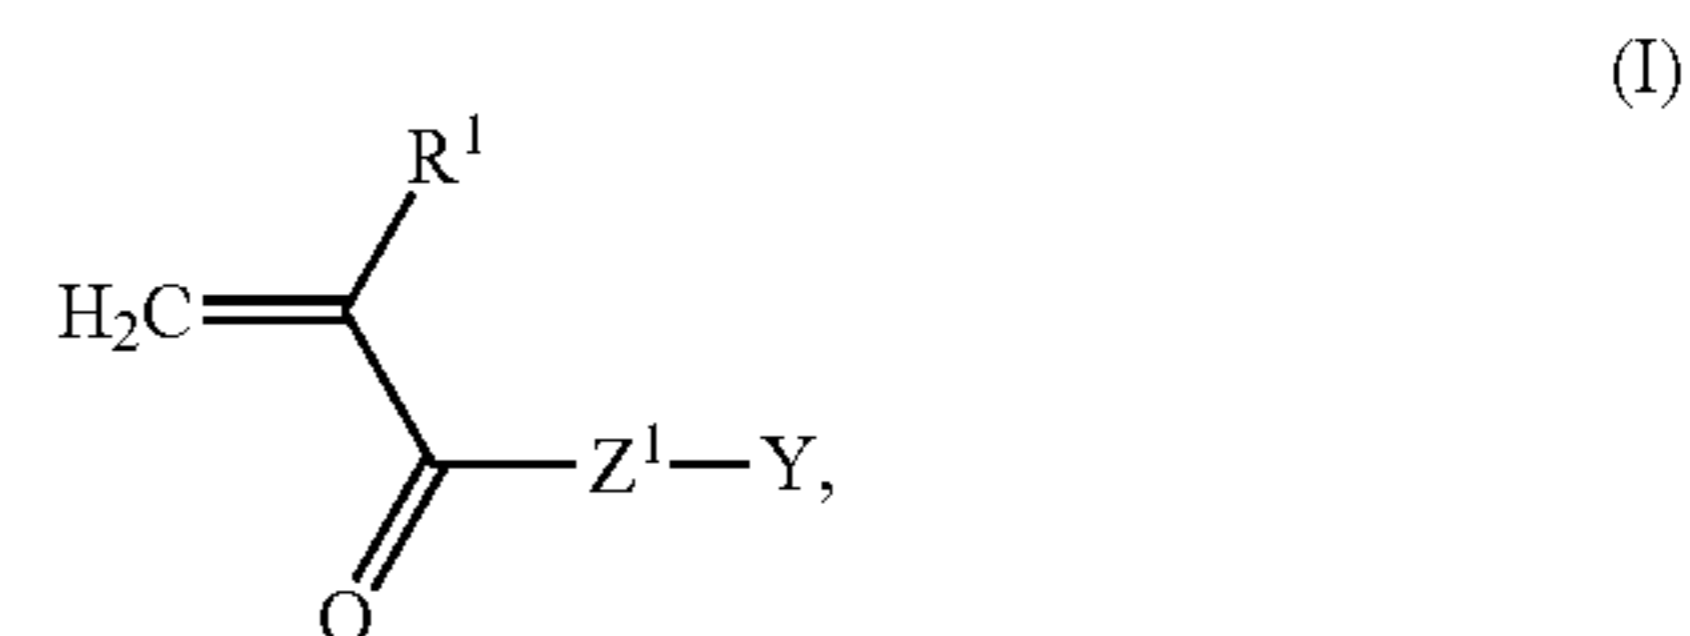 (I)
R¹
H₂C
Z¹—Y,
O